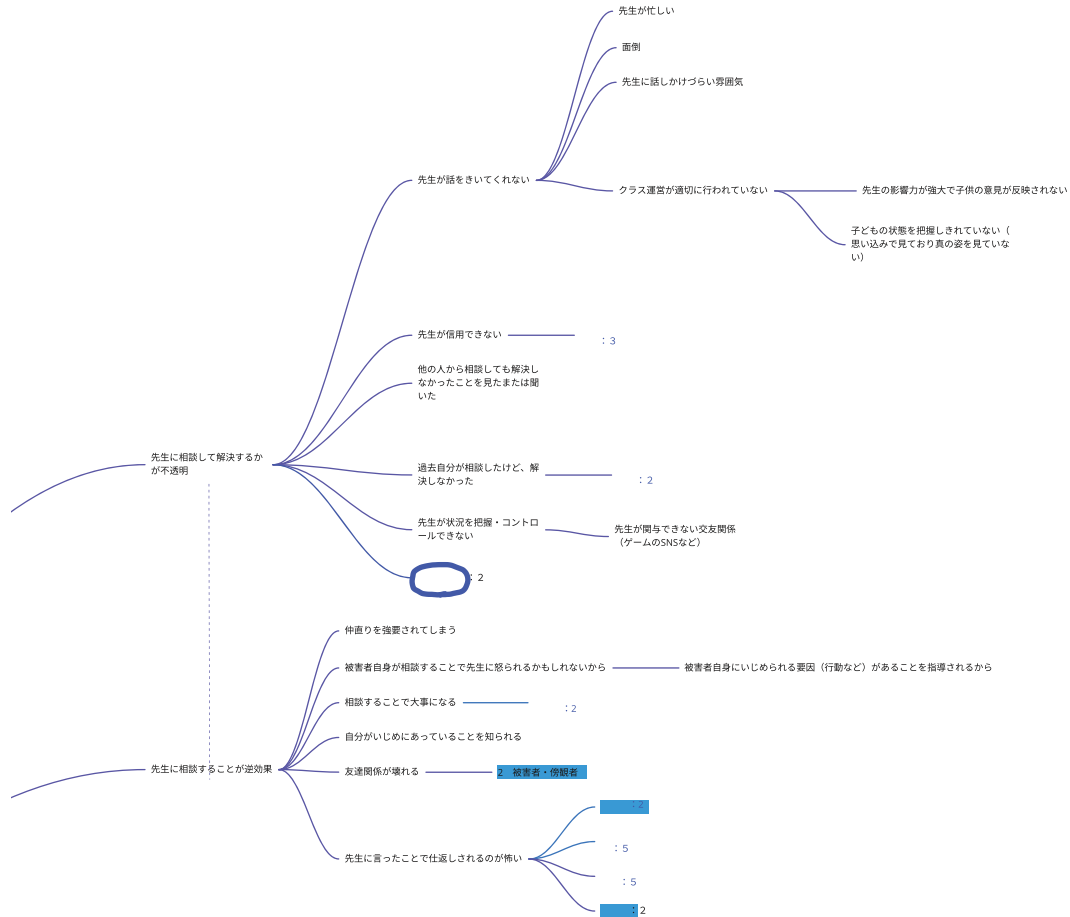 先生が忙しい
面倒
先生に話しかけづらい雰囲気
先生が話をきいてくれない
クラス運営が適切に行われていない
先生の影響力が強大で子供の意見が反映されない
子どもの状態を把握しきれていない（
思い込みで見ており真の姿を見ていな
い）
先生が信用できない
：3
他の人から相談しても解決し
なかったことを見たまたは聞
いた
先生に相談して解決するか
が不透明
過去自分が相談したけど、解
決しなかった
：2
先生が状況を把握・コントロ
ールできない
先生が関与できない交友関係
（ゲームのSNSなど）
：2
仲直りを強要されてしまう
被害者自身が相談することで先生に怒られるかもしれないから
被害者自身にいじめられる要因（行動など）があることを指導されるから
相談することで大事になる
：2
自分がいじめにあっていることを知られる
先生に相談することが逆効果
友達関係が壊れる
2　被害者・傍観者
：2
：5
先生に言ったことで仕返しされるのが怖い
：5
：2